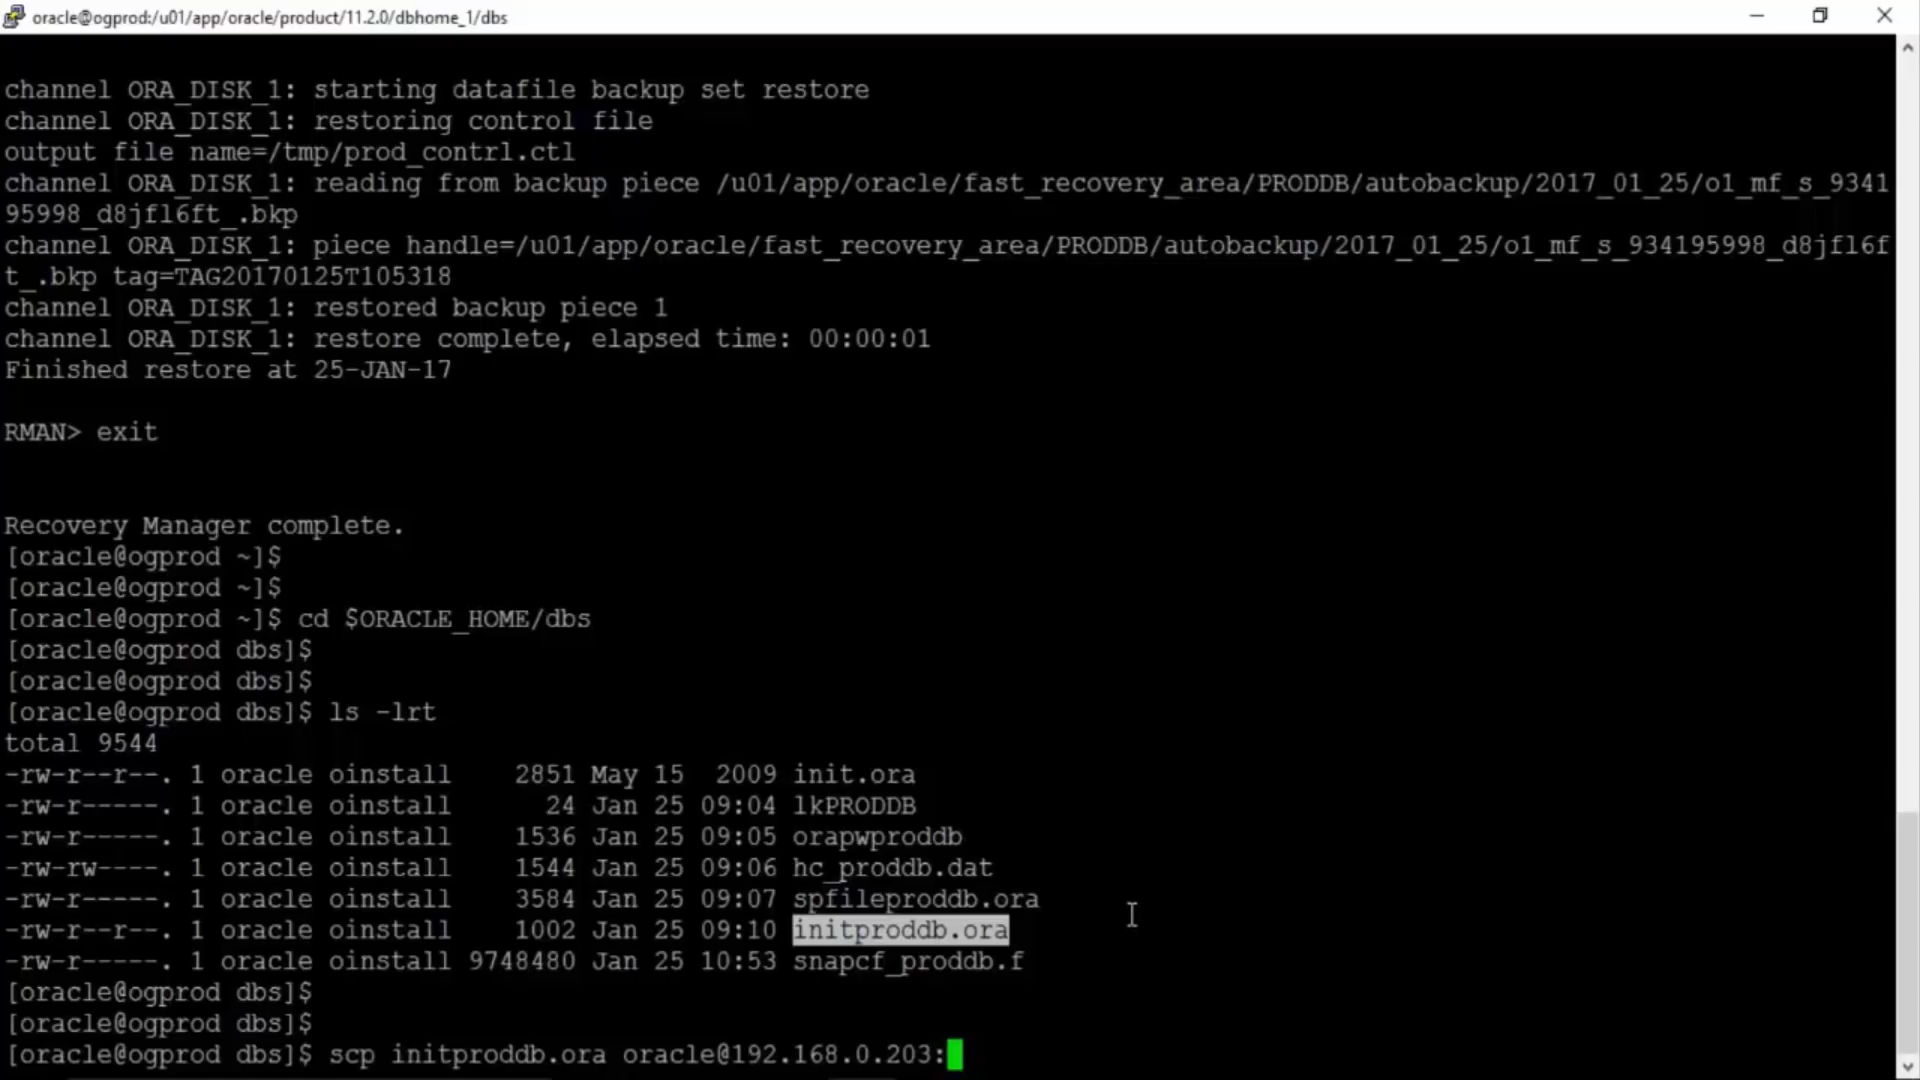 oracle@ogprod:/u01/app/oracle/product/11.2.0/dbhome_1/dbs
channel ORA_DISK_1: starting datafile backup set restore
channel ORA_DISK_1: restoring control file
output file name=/tmp/prod_contrl.ctl
channel ORA_DISK_1: reading from backup piece /u01/app/oracle/fast_recovery_area/PRODDB/autobackup/2017_01_25/o1_mf_s_9341
95998_d8jfl6ft_.bkp
channel ORA_DISK_1: piece handle=/u01/app/oracle/fast_recovery_area/PRODDB/autobackup/2017_01_25/o1_mf_s_934195998_d8jfl6f
t_.bkp tag=TAG20170125T105318
channel ORA_DISK_1: restored backup piece 1
channel ORA_DISK_1: restore complete, elapsed time: 00:00:01
Finished restore at 25-JAN-17
RMAN> exit
Recovery Manager complete.
[oracle@ogprod ~]$
[oracle@ogprod ~]$
[oracle@ogprod ~]$ cd $ORACLE_HOME/dbs
[oracle@ogprod dbs]$
[oracle@ogprod dbs]$
[oracle@ogprod dbs]$ ls -lrt
total 9544
-rw-r--r--. 1 oracle oinstall    2851 May 15  2009 init.ora
-rw-r-----. 1 oracle oinstall      24 Jan 25 09:04 lkPRODDB
-rw-r-----. 1 oracle oinstall    1536 Jan 25 09:05 orapwproddb
-rw-rw----. 1 oracle oinstall    1544 Jan 25 09:06 hc_proddb.dat
-rw-r-----. 1 oracle oinstall    3584 Jan 25 09:07 spfileproddb.ora
-rw-r--r--. 1 oracle oinstall    1002 Jan 25 09:10 initproddb.ora
-rw-r-----. 1 oracle oinstall 9748480 Jan 25 10:53 snapcf_proddb.f
[oracle@ogprod dbs]$
[oracle@ogprod dbs]$
[oracle@ogprod dbs]$ scp initproddb.ora oracle@192.168.0.203: